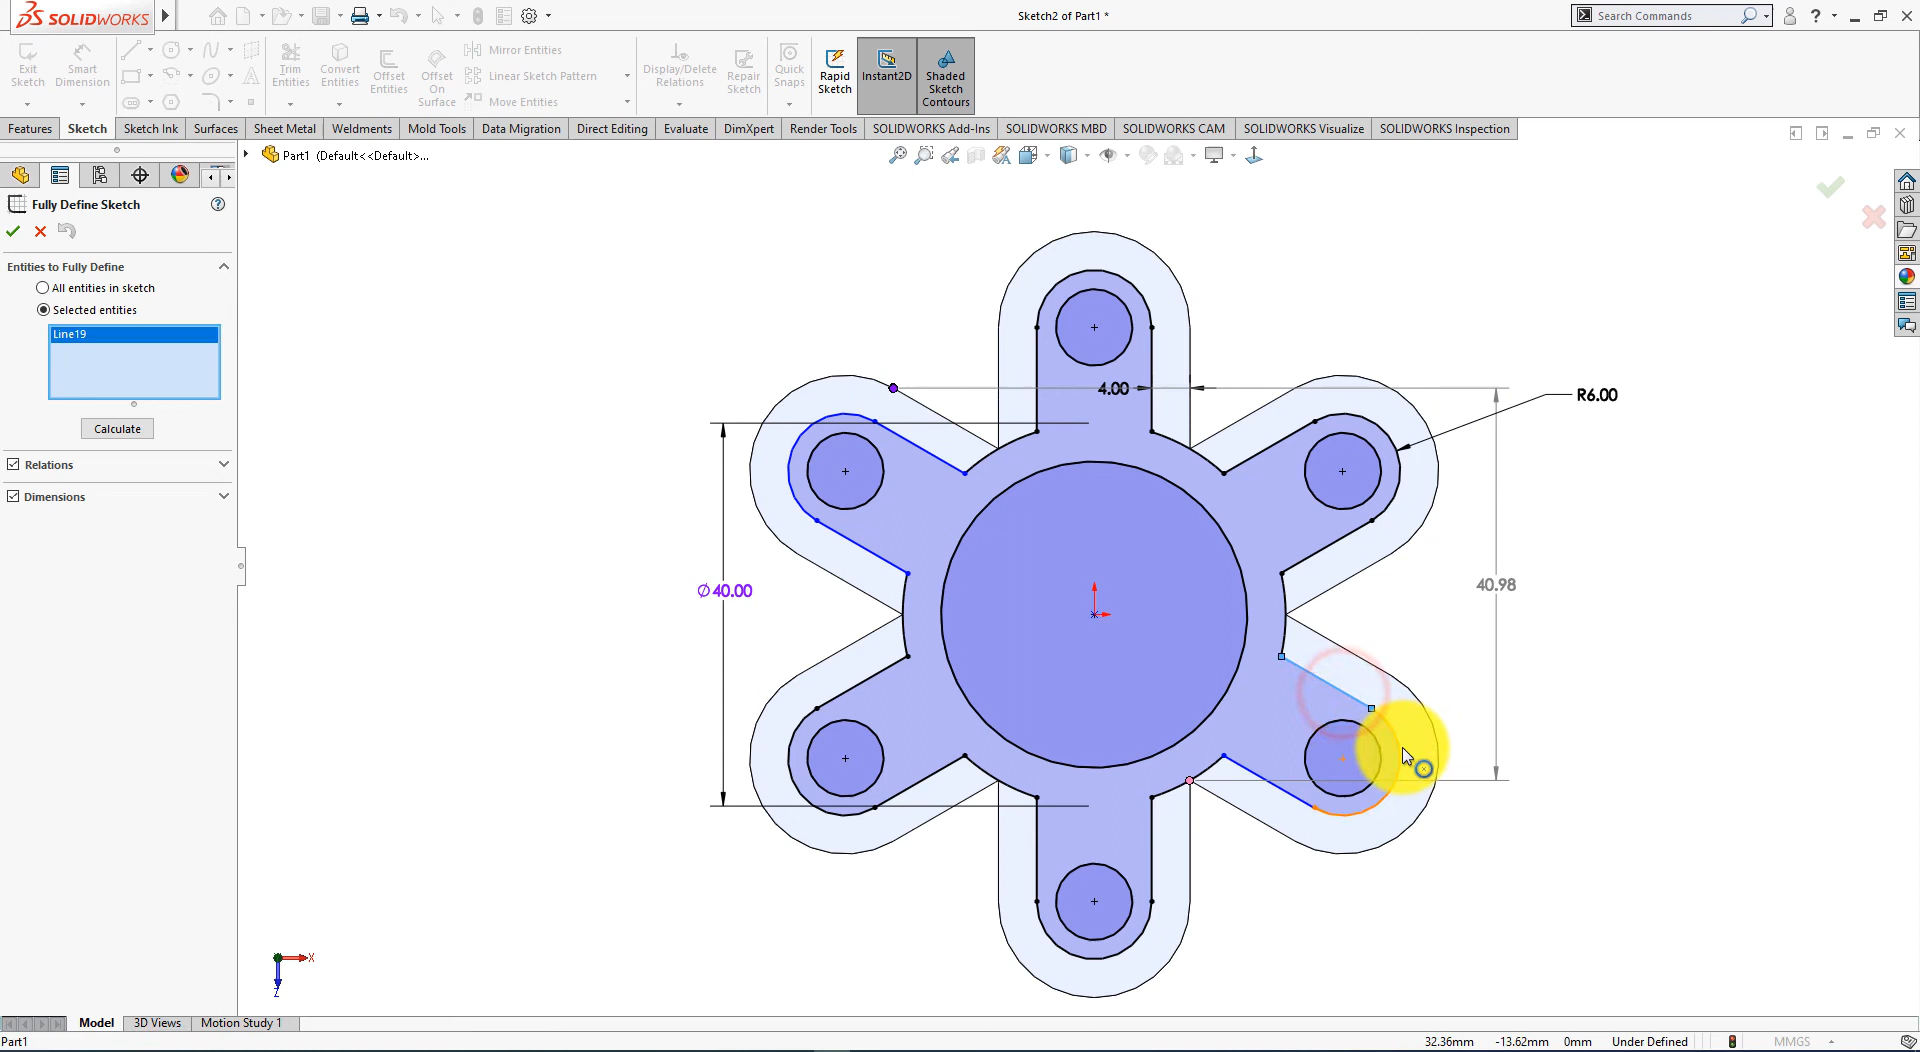 SOLIDWORKS
Sketch2 of Part1 *
Search Commands
Exit Sketch
Smart Dimension
Trim Entities
Convert Entities
Offset Entities
Offset On Surface
Mirror Entities
Linear Sketch Pattern
Move Entities
Display/Delete Relations
Repair Sketch
Quick Snaps
Rapid Sketch
Instant2D
Shaded Sketch Contours
Features
Sketch
Sketch Ink
Surfaces
Sheet Metal
Weldments
Mold Tools
Data Migration
Direct Editing
Evaluate
DimXpert
Render Tools
SOLIDWORKS Add-Ins
SOLIDWORKS MBD
SOLIDWORKS CAM
SOLIDWORKS Visualize
SOLIDWORKS Inspection
Part1 (Default<<Default>...
Fully Define Sketch
Entities to Fully Define
All entities in sketch
Selected entities
Line19
Calculate
Relations
Dimensions
4.00
R6.00
∅40.00
40.98
X
Z
Model
3D Views
Motion Study 1
Part1
32.36mm
-13.62mm
0mm
Under Defined
MMGS